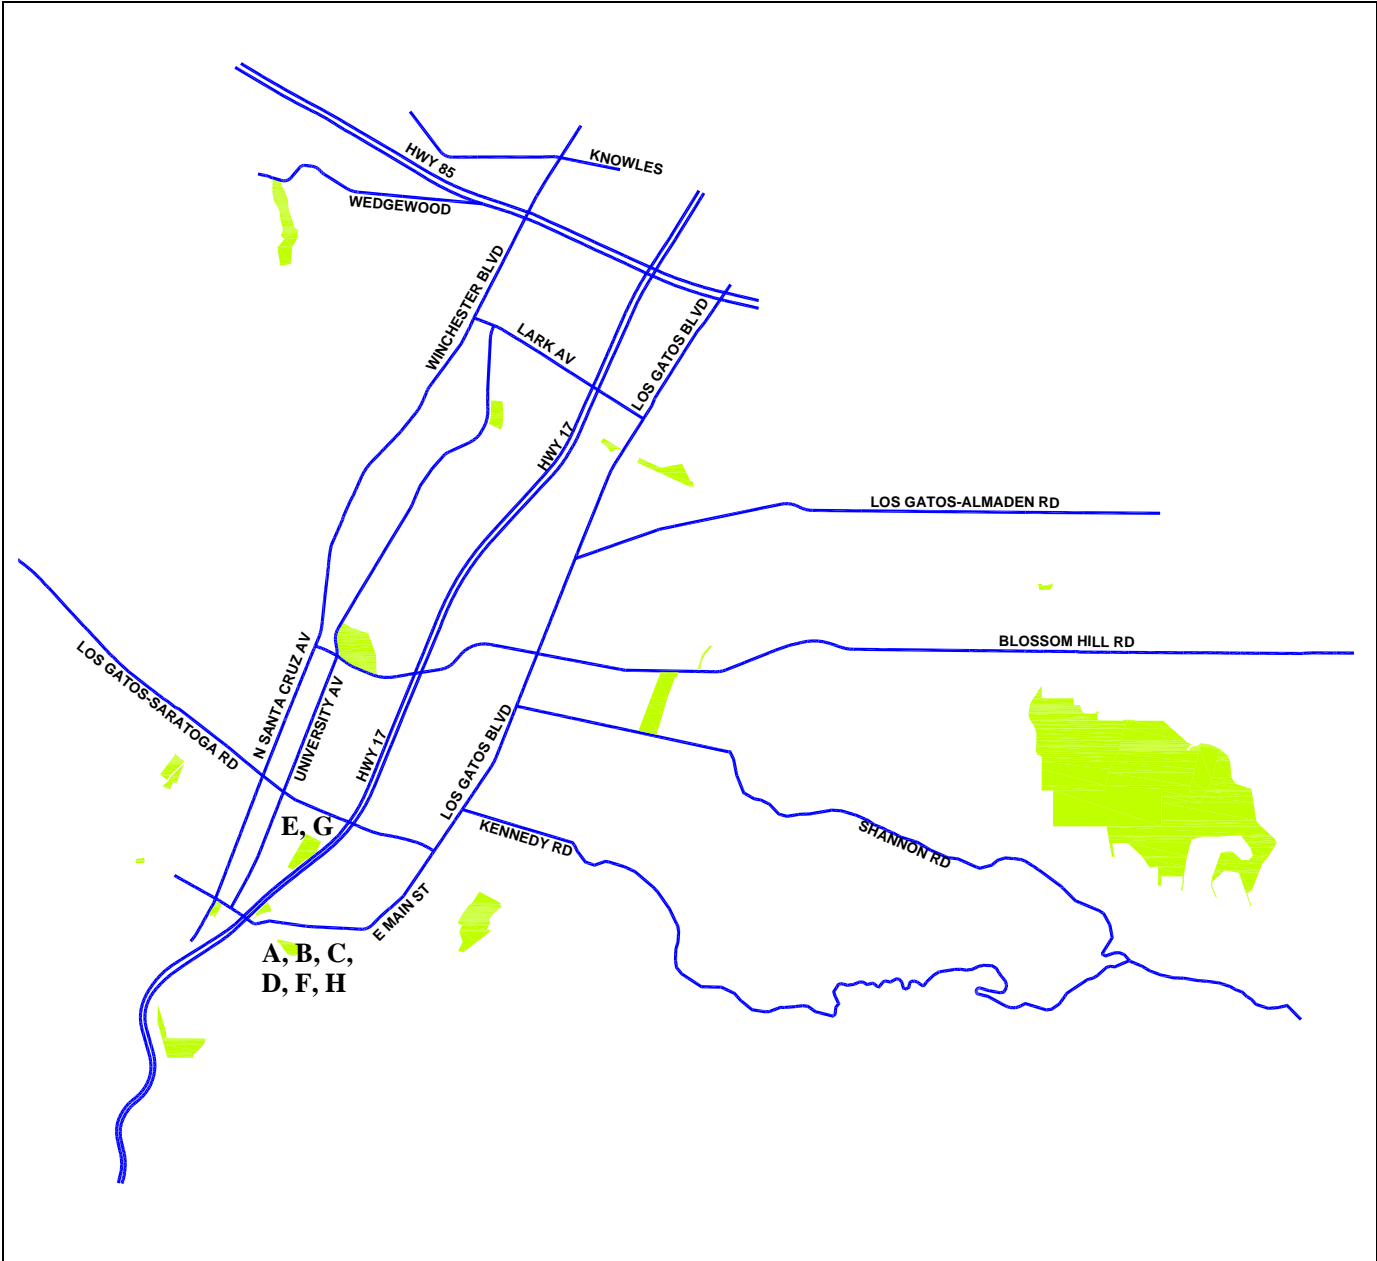 KNOWLES
HWY 85
WEDGEWOOD
WINCHESTER BLVD
LARK AV
LOS GATOS BLVD
HWY 17
LOS GATOS-ALMADEN RD
BLOSSOM HILL RD
LOS GATOS-SARATOGA RD
N SANTA CRUZ AV
UNIVERSITY AV
HWY 17
LOS GATOS BLVD
E, G
KENNEDY RD
SHANNON RD
E MAIN ST
A, B, C,
D, F, H